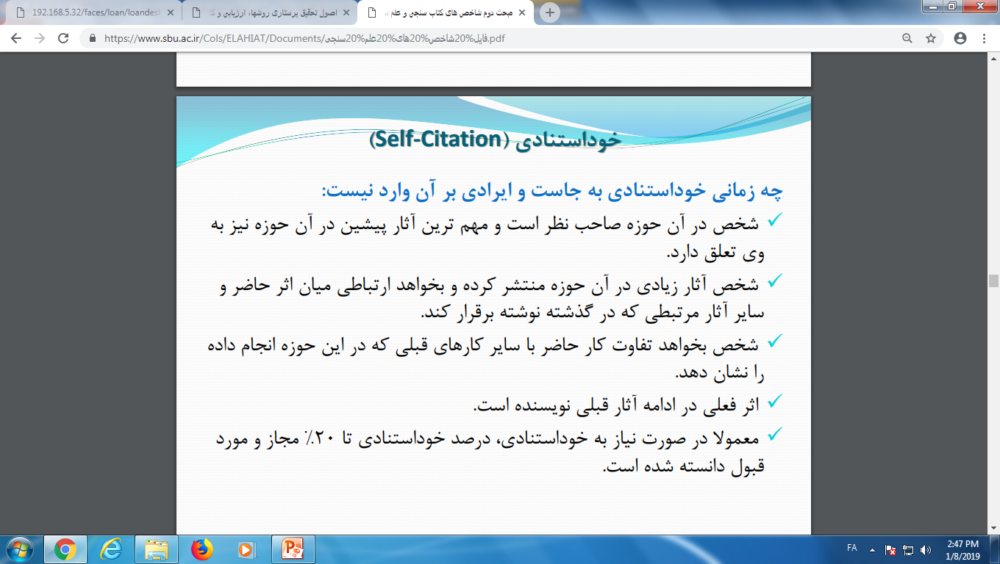 192.168.5.32/faces/loan/loandesl
اصول تحقیق پرستاری روشها، ارزیابی و ک
مبحث دوم شاخص های کتاب سنجی و علم س
https://www.sbu.ac.ir/Cols/ELAHIAT/Documents/فایل%20شاخص%20های%20علم%20سنجی.pdf
خوداستنادی (Self-Citation)
چه زمانی خوداستنادی به جاست و ایرادی بر آن وارد نیست:
✓ شخص در آن حوزه صاحب نظر است و مهم ترین آثار پیشین در آن حوزه نیز به
وی تعلق دارد.
✓ شخص آثار زیادی در آن حوزه منتشر کرده و بخواهد ارتباطی میان اثر حاضر و
سایر آثار مرتبطی که در گذشته نوشته برقرار کند.
✓ شخص بخواهد تفاوت کار حاضر با سایر کارهای قبلی که در این حوزه انجام داده
را نشان دهد.
✓ اثر فعلی در ادامه آثار قبلی نویسنده است.
✓ معمولا در صورت نیاز به خوداستنادی، درصد خوداستنادی تا ۲۰٪ مجاز و مورد
قبول دانسته شده است.
FA
2:47 PM
1/8/2019